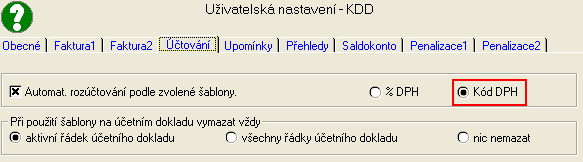 ?
Uživatelská nastavení - KDD
Obecné Faktura1 Faktura2 Účtování Upomínky Přehledy Saldokonto Penalizace1 Penalizace2
Automat. rozúčtování podle zvolené šablony. % DPH Kód DPH
Při použití šablony na účetním dokladu vymazat vždy
aktivní řádek účetního dokladu všechny řádky účetního dokladu nic nemazat